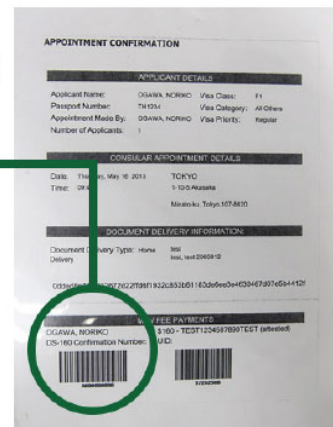 APPOINTMENT CONFIRMATION
APPLICANT DETAILS
Applicant Name: OGAWA, NORIKO Visa Class: F1
Passport Number: TH1234 Visa Category: All Others
Appointment Made By: OGAWA, NORIKO Visa Priority: Regular
Number of Applicants: 1
CONSULAR APPOINTMENT DETAILS
Date: Thursday, May 16 2013 TOKYO
Time: 1-10-5 Akasaka
Minato-ku, Tokyo 107-8420
DOCUMENT DELIVERY INFORMATION:
Document Delivery Type: Home test
Delivery test, test
FEE PAYMENTS
OGAWA, NORIKO TEST1234567890TEST (attested)
DS-160 Confirmation Number UID: